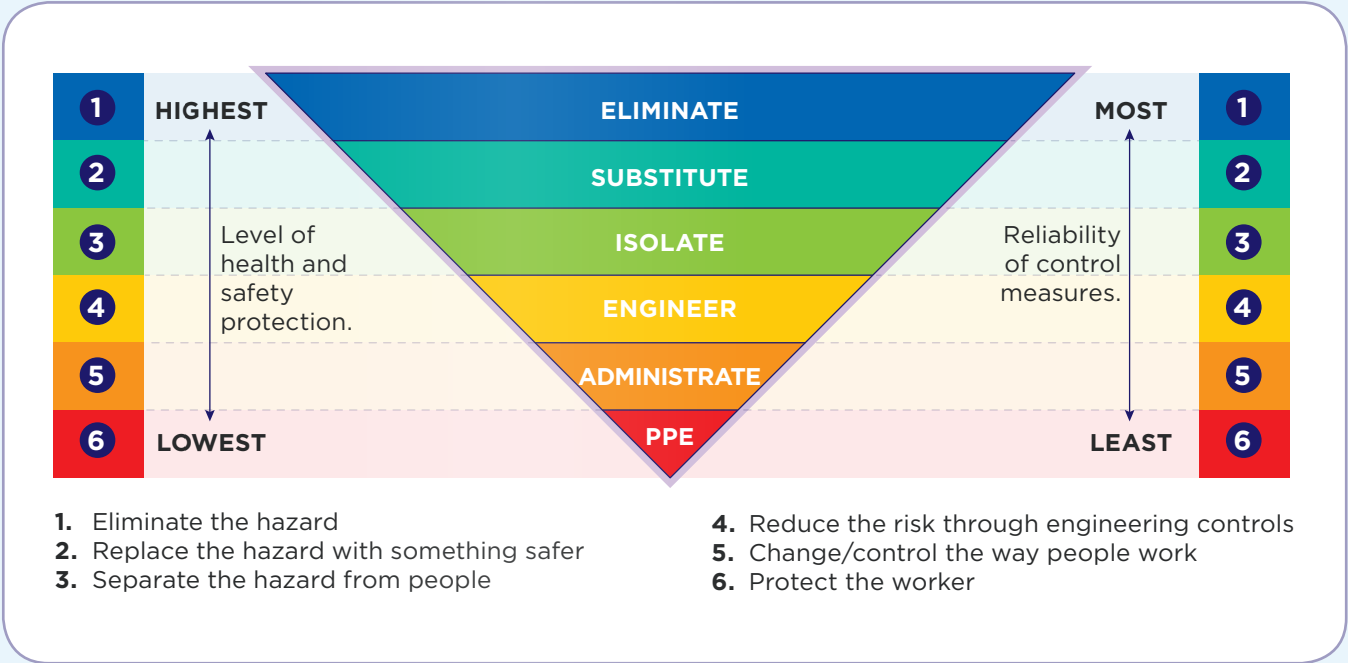 1 HIGHEST ELIMINATE MOST 1
2 SUBSTITUTE 2
3 ISOLATE 3
Level of
health and
safety
protection.
Reliability
of control
measures.
4 ENGINEER 4
5 ADMINISTRATE 5
6 LOWEST PPE LEAST 6
1. Eliminate the hazard
2. Replace the hazard with something safer
3. Separate the hazard from people
4. Reduce the risk through engineering controls
5. Change/control the way people work
6. Protect the worker